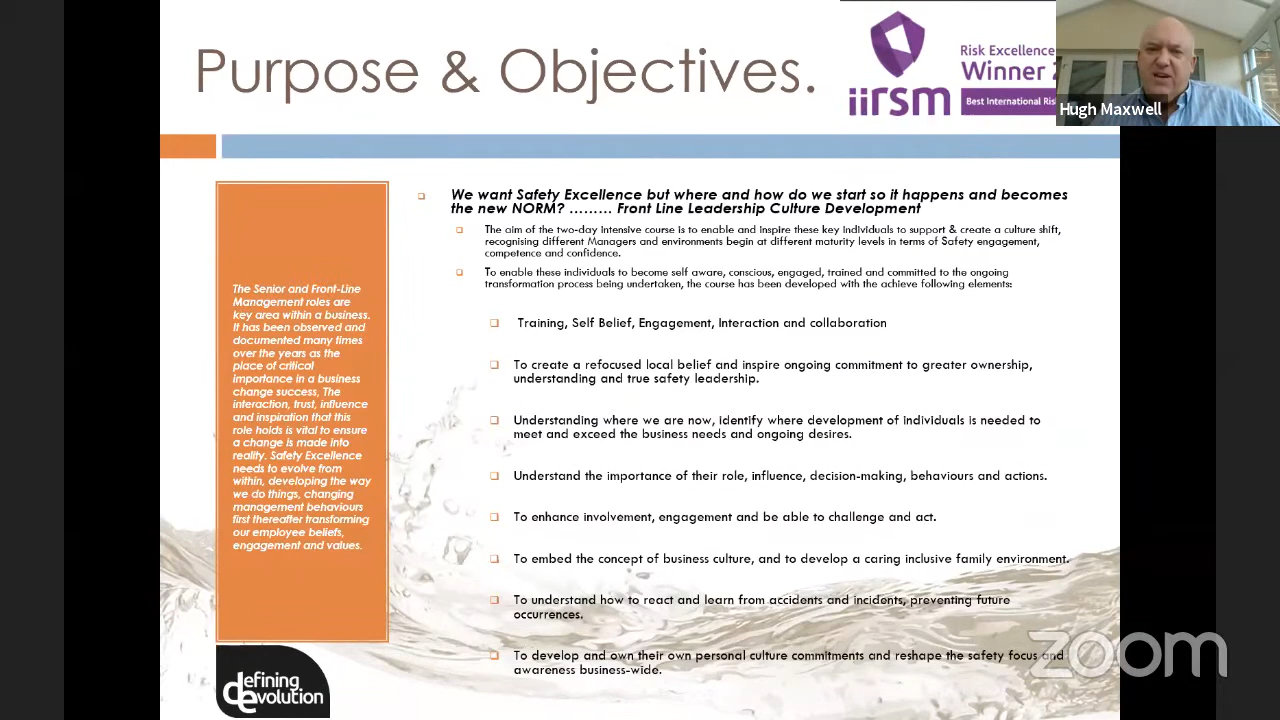 Purpose & Objectives.
iirsm
Risk Excellence
Winner
Best International
Hugh Maxwell
We want Safety Excellence but where and how do we start so it happens and becomes
the new NORM? ……… Front Line Leadership Culture Development
The aim of the two-day intensive course is to enable and inspire these key individuals to support & create a culture shift,
recognising different Managers and environments begin at different maturity levels in terms of Safety engagement,
competence and confidence.
To enable these individuals to become self aware, conscious, engaged, trained and committed to the ongoing
transformation process being undertaken, the course has been developed with the achieve following elements:
Training, Self Belief, Engagement, Interaction and collaboration
To create a refocused local belief and inspire ongoing commitment to greater ownership,
understanding and true safety leadership.
Understanding where we are now, identify where development of individuals is needed to
meet and exceed the business needs and ongoing desires.
Understand the importance of their role, influence, decision-making, behaviours and actions.
To enhance involvement, engagement and be able to challenge and act.
To embed the concept of business culture, and to develop a caring inclusive family environment.
To understand how to react and learn from accidents and incidents, preventing future
occurrences.
To develop and own their own personal culture commitments and reshape the safety focus and
awareness business-wide.
The Senior and Front-Line
Management roles are
key area within a business.
It has been observed and
documented many times
over the years as the
place of critical
importance in a business
change success, The
interaction, trust, influence
and inspiration that this
role holds is vital to ensure
a change is made into
reality. Safety Excellence
needs to evolve from
within, developing the way
we do things, changing
management behaviours
first thereafter transforming
our employee beliefs,
engagement and values.
defining
evolution
zoom